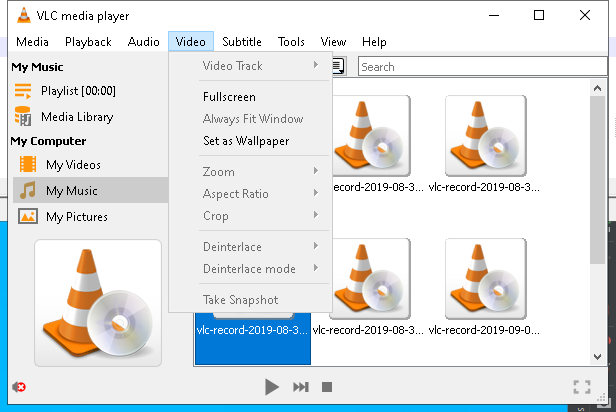 VLC media player
Media Playback Audio Video Subtitle Tools View Help
My Music
Playlist [00:00]
Media Library
My Computer
My Videos
My Music
My Pictures
Video Track
Fullscreen
Always Fit Window
Set as Wallpaper
Zoom
Aspect Ratio
Crop
Deinterlace
Deinterlace mode
Take Snapshot
Search
vlc-record-2019-08-3... vlc-record-2019-08-3...
vlc-record-2019-08-3... vlc-record-2019-08-3... vlc-record-2019-09-0...